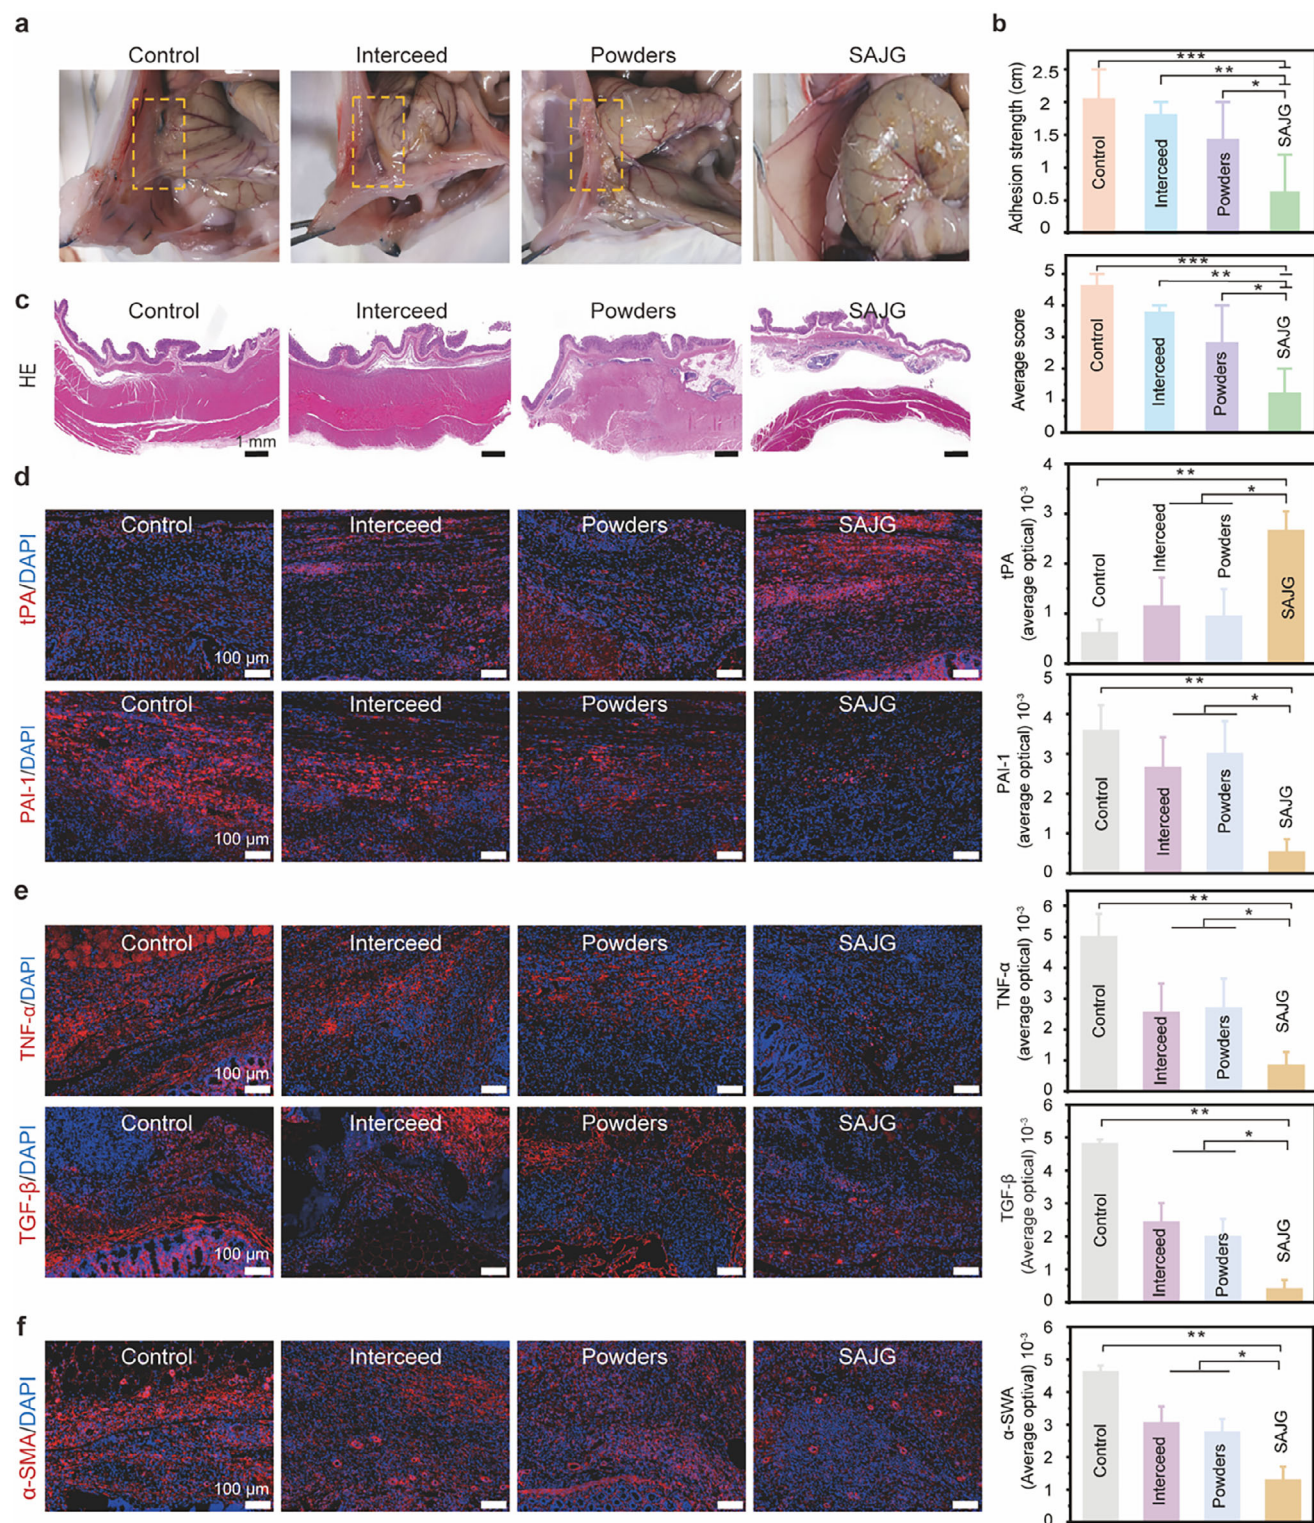 a
Control
Interceed
Powders
SAJG
b
Adhesion strength (cm)
2.5
2
1.5
1
0.5
0
***
**
*
Control
Interceed
Powders
SAJG
Average score
5
4
3
2
1
0
***
**
*
Control
Interceed
Powders
SAJG
c
HE
Control
Interceed
Powders
SAJG
1 mm
d
tPA/DAPI
Control
Interceed
Powders
SAJG
100 µm
tPA
(average optical) 10⁻³
4
3
2
1
0
**
*
Control
Interceed
Powders
SAJG
PAI-1/DAPI
Control
Interceed
Powders
SAJG
100 µm
PAI-1
(average optical) 10⁻³
5
4
3
2
1
0
**
*
Control
Interceed
Powders
SAJG
e
TNF-α/DAPI
Control
Interceed
Powders
SAJG
100 µm
TNF-α
(average optical) 10⁻³
6
5
4
3
2
1
0
**
*
Control
Interceed
Powders
SAJG
TGF-β/DAPI
Control
Interceed
Powders
SAJG
100 µm
TGF-β
(Average optical) 10⁻³
6
5
4
3
2
1
0
**
*
Control
Interceed
Powders
SAJG
f
α-SMA/DAPI
Control
Interceed
Powders
SAJG
100 µm
α-SWA
(Average optival) 10⁻³
6
5
4
3
2
1
0
**
*
Control
Interceed
Powders
SAJG